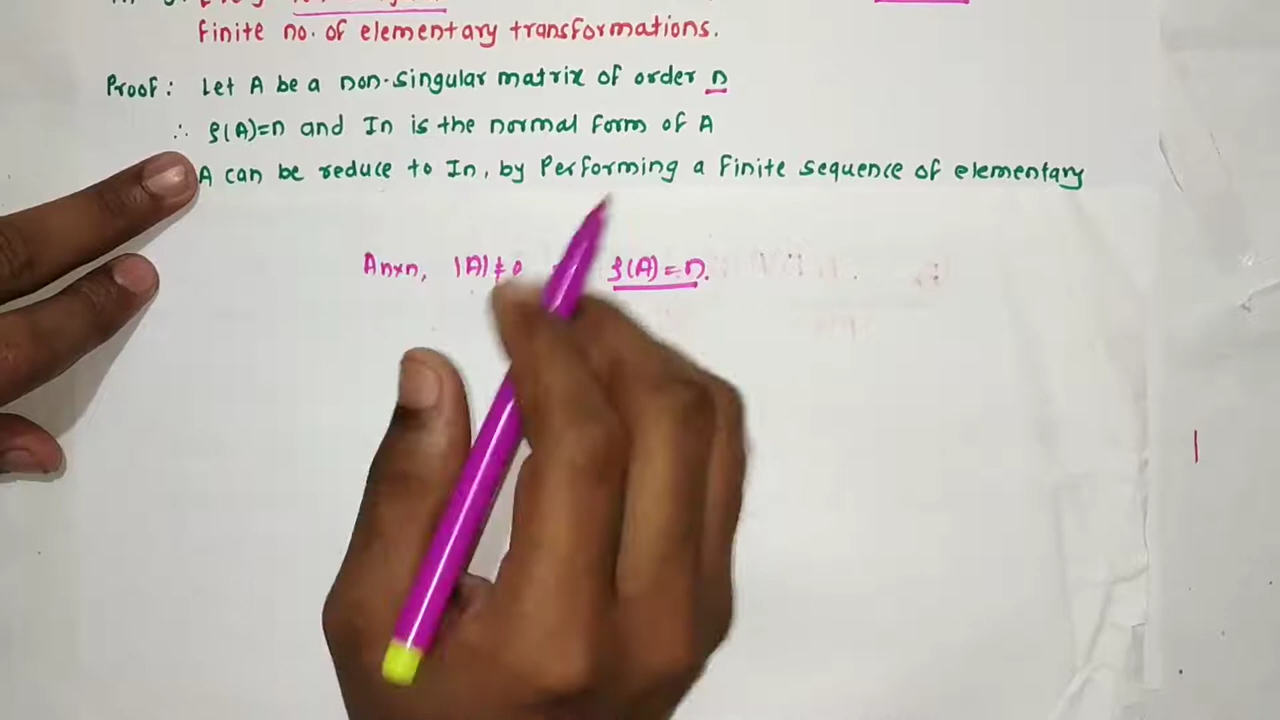 finite no. of elementary transformations.
Proof: Let A be a non-singular matrix of order n
∴ ρ(A)=n and In is the normal form of A
A can be reduce to In, by Performing a finite sequence of elementary
Anxn, |A|≠0 ρ(A)=n.